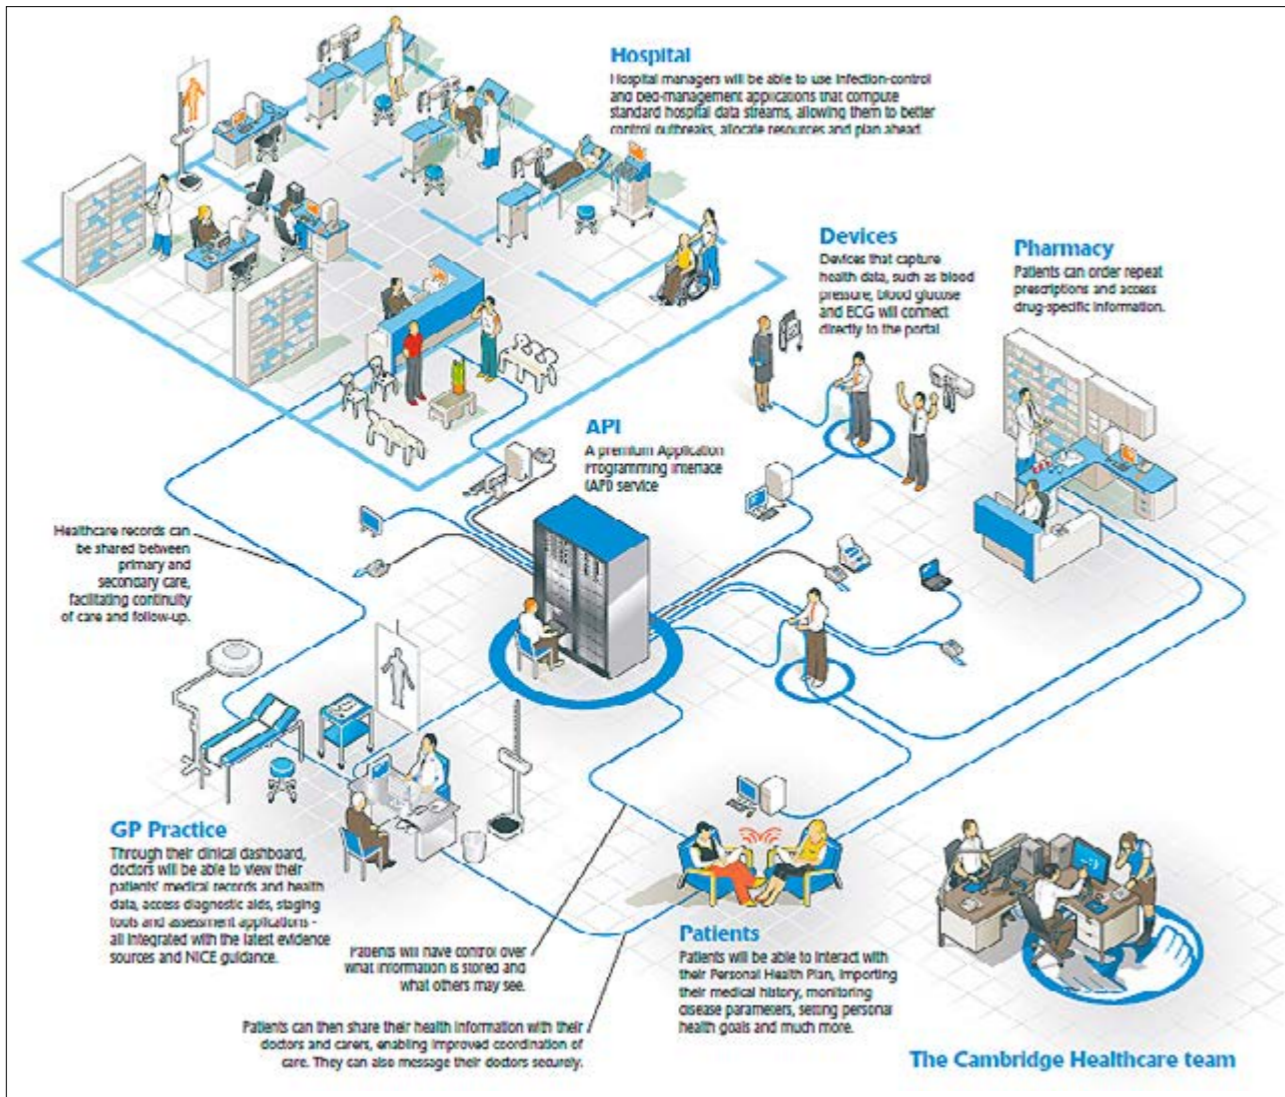 Hospital
Hospital managers will be able to use infection-control
and bed-management applications that compute
standard hospital data streams, allowing them to better
control outbreaks, allocate resources and plan ahead.
Devices
Devices that capture
health data, such as blood
pressure, blood glucose
and ECG will connect
directly to the portal
Pharmacy
Patients can order repeat
prescriptions and access
drug-specific information.
API
A premium Application
Programming Interface
(API) service
Healthcare records can
be shared between
primary and
secondary care,
facilitating continuity
of care and follow-up.
GP Practice
Through their clinical dashboard,
doctors will be able to view their
patients' medical records and health
data, access diagnostic aids, staging
tools and assessment applications -
all integrated with the latest evidence
sources and NICE guidance.
Patients will have control over
what information is stored and
what others may see.
Patients can then share their health information with their
doctors and carers, enabling improved coordination of
care. They can also message their doctors securely.
Patients
Patients will be able to interact with
their Personal Health Plan, importing
their medical history, monitoring
disease parameters, setting personal
health goals and much more.
The Cambridge Healthcare team